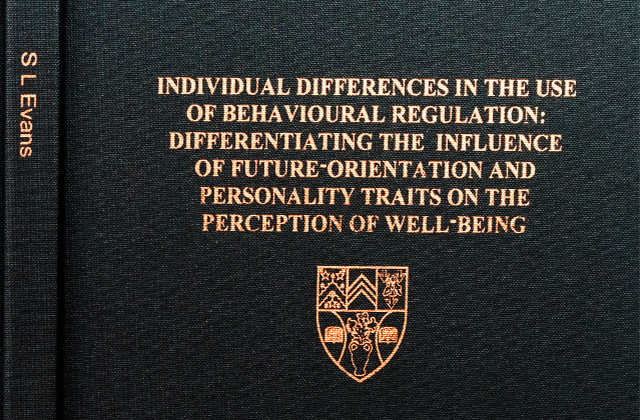 S L Evans
INDIVIDUAL DIFFERENCES IN THE USE
OF BEHAVIOURAL REGULATION:
DIFFERENTIATING THE INFLUENCE
OF FUTURE-ORIENTATION AND
PERSONALITY TRAITS ON THE
PERCEPTION OF WELL-BEING